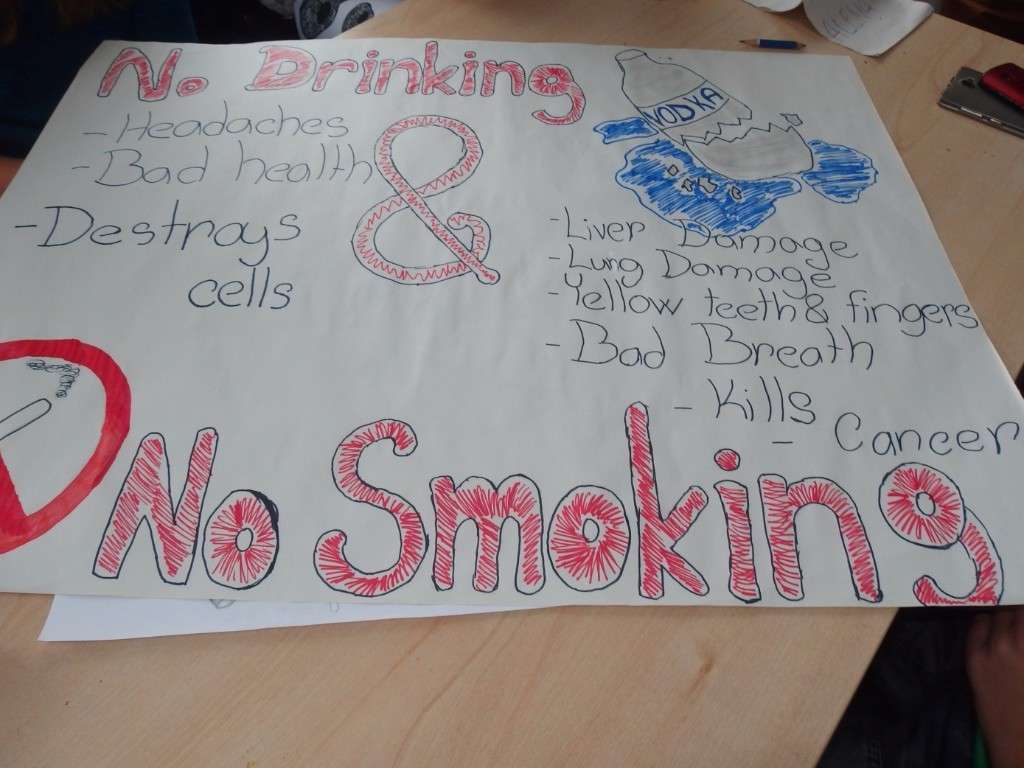 No Drinking
- Headaches
- Bad health
- Destroys
cells
&
VODKA
- Liver Damage
- Lung Damage
- Yellow teeth & fingers
- Bad Breath
- Kills
- Cancer
No Smoking